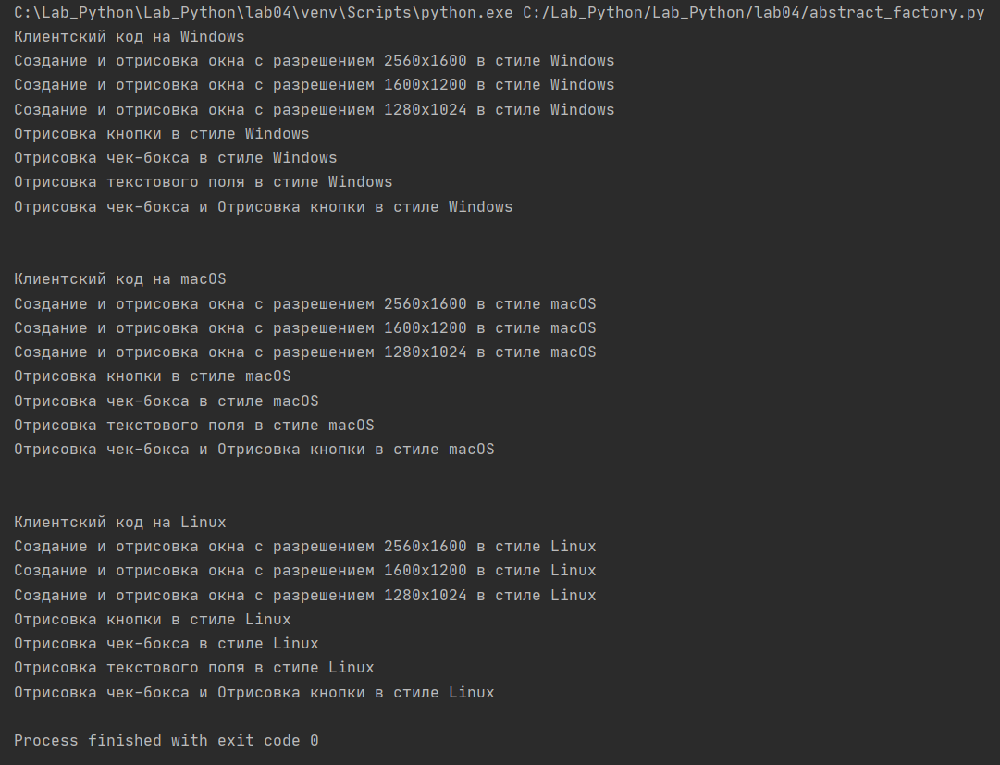 C:\Lab_Python\Lab_Python\lab04\venv\Scripts\python.exe C:/Lab_Python/Lab_Python/lab04/abstract_factory.py
Клиентский код на Windows
Создание и отрисовка окна с разрешением 2560x1600 в стиле Windows
Создание и отрисовка окна с разрешением 1600x1200 в стиле Windows
Создание и отрисовка окна с разрешением 1280x1024 в стиле Windows
Отрисовка кнопки в стиле Windows
Отрисовка чек-бокса в стиле Windows
Отрисовка текстового поля в стиле Windows
Отрисовка чек-бокса и Отрисовка кнопки в стиле Windows
Клиентский код на macOS
Создание и отрисовка окна с разрешением 2560x1600 в стиле macOS
Создание и отрисовка окна с разрешением 1600x1200 в стиле macOS
Создание и отрисовка окна с разрешением 1280x1024 в стиле macOS
Отрисовка кнопки в стиле macOS
Отрисовка чек-бокса в стиле macOS
Отрисовка текстового поля в стиле macOS
Отрисовка чек-бокса и Отрисовка кнопки в стиле macOS
Клиентский код на Linux
Создание и отрисовка окна с разрешением 2560x1600 в стиле Linux
Создание и отрисовка окна с разрешением 1600x1200 в стиле Linux
Создание и отрисовка окна с разрешением 1280x1024 в стиле Linux
Отрисовка кнопки в стиле Linux
Отрисовка чек-бокса в стиле Linux
Отрисовка текстового поля в стиле Linux
Отрисовка чек-бокса и Отрисовка кнопки в стиле Linux
Process finished with exit code 0